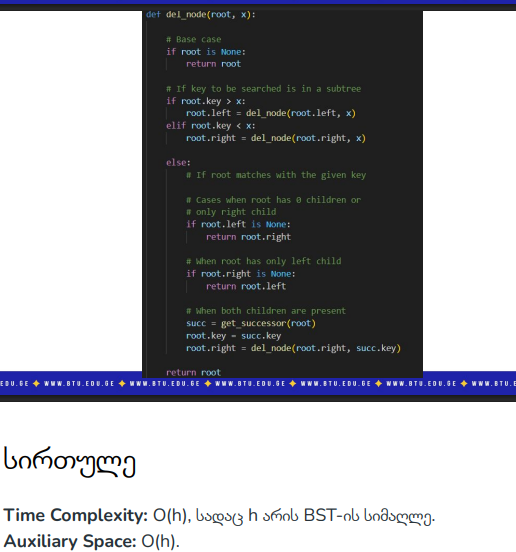 def del_node(root, x):
# Base case
if root is None:
return root
# If key to be searched is in a subtree
if root.key > x:
root.left = del_node(root.left, x)
elif root.key < x:
root.right = del_node(root.right, x)
else:
# If root matches with the given key
# Cases when root has 0 children or
# only right child
if root.left is None:
return root.right
# When root has only left child
if root.right is None:
return root.left
# When both children are present
succ = get_successor(root)
root.key = succ.key
root.right = del_node(root.right, succ.key)
return root
EDU.GE WWW.BTU.EDU.GE WWW.BTU.EDU.GE WWW.BTU.EDU.GE WWW.BTU.EDU.GE WWW.BTU.EDU.GE WWW.BTU.E
სირთულე
Time Complexity: O(h), სადაც h არის BST-ის სიმაღლე.
Auxiliary Space: O(h).